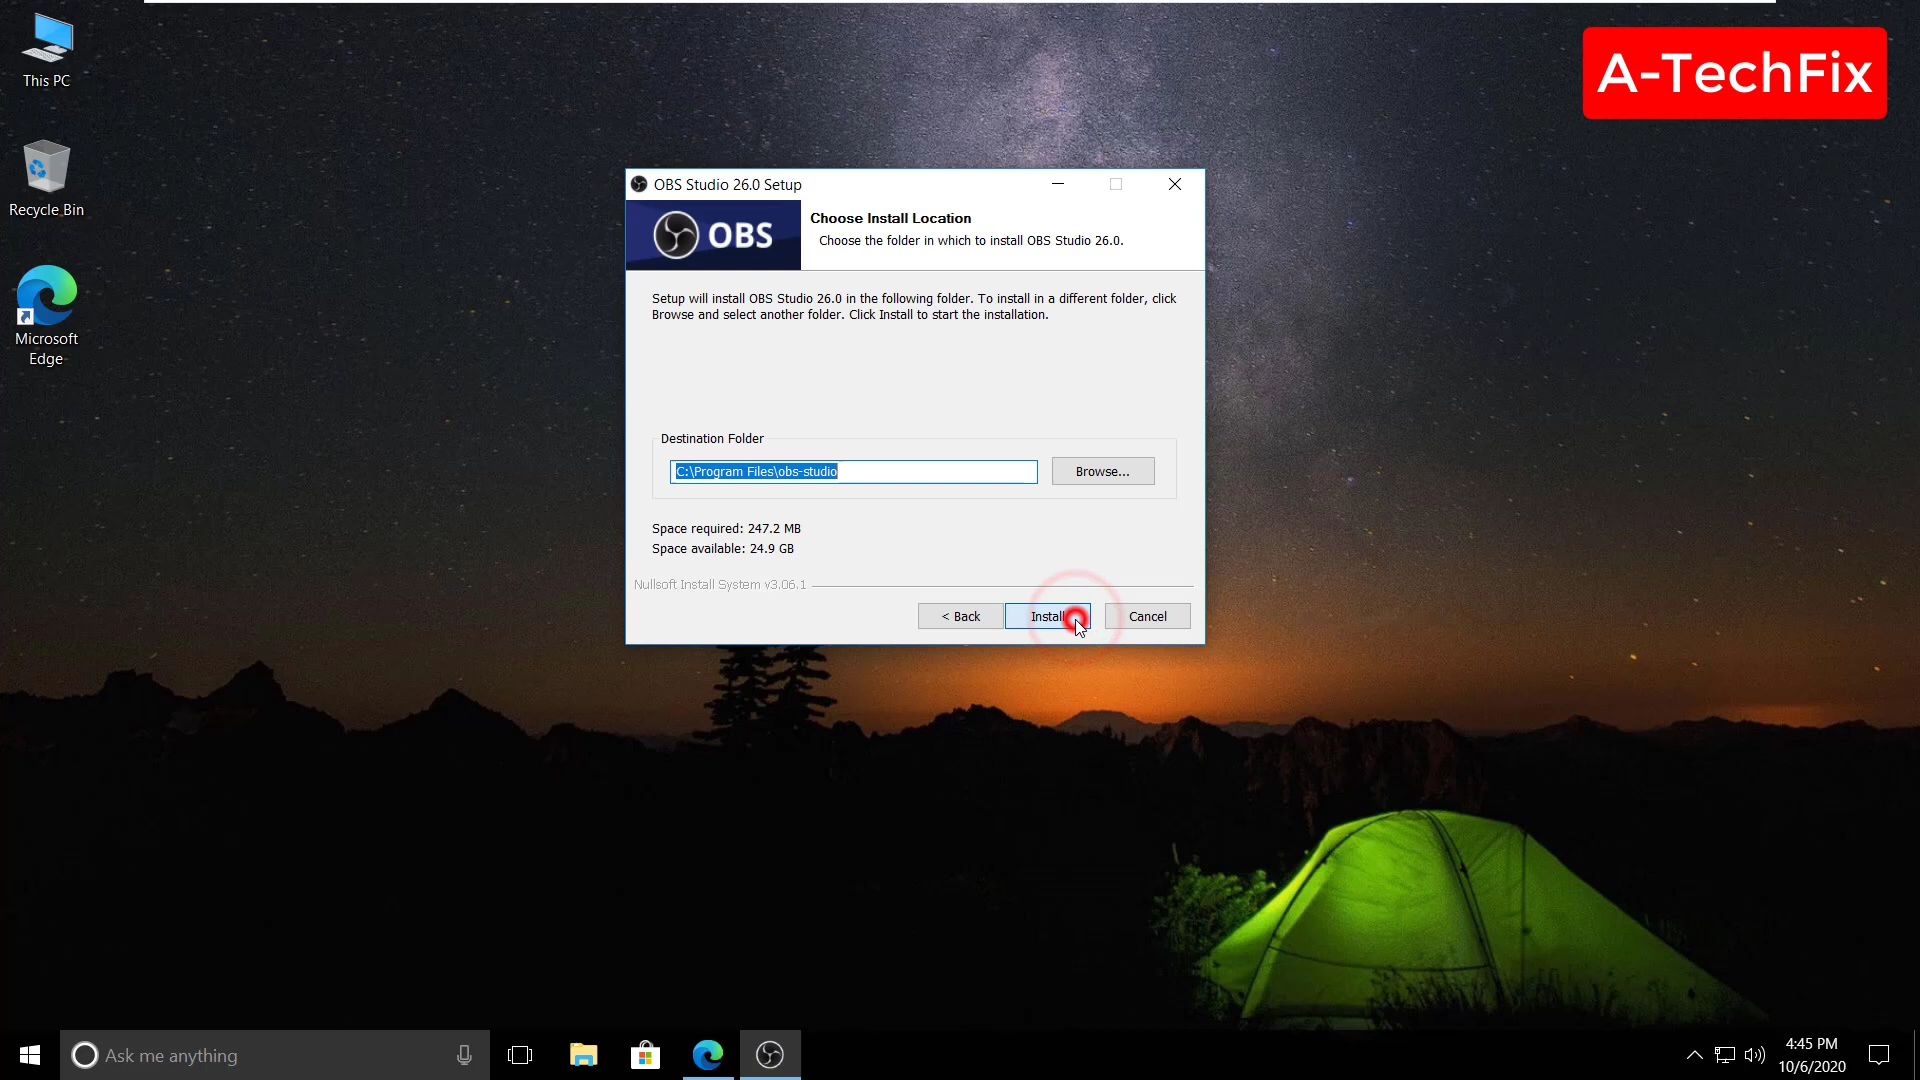 This PC
Recycle Bin
Microsoft
Edge
A-TechFix
OBS Studio 26.0 Setup
OBS
Choose Install Location
Choose the folder in which to install OBS Studio 26.0.
Setup will install OBS Studio 26.0 in the following folder. To install in a different folder, click
Browse and select another folder. Click Install to start the installation.
Destination Folder
C:\Program Files\obs-studio
Browse...
Space required: 247.2 MB
Space available: 24.9 GB
Nullsoft Install System v3.06.1
< Back
Install
Cancel
Ask me anything
4:45 PM
10/6/2020